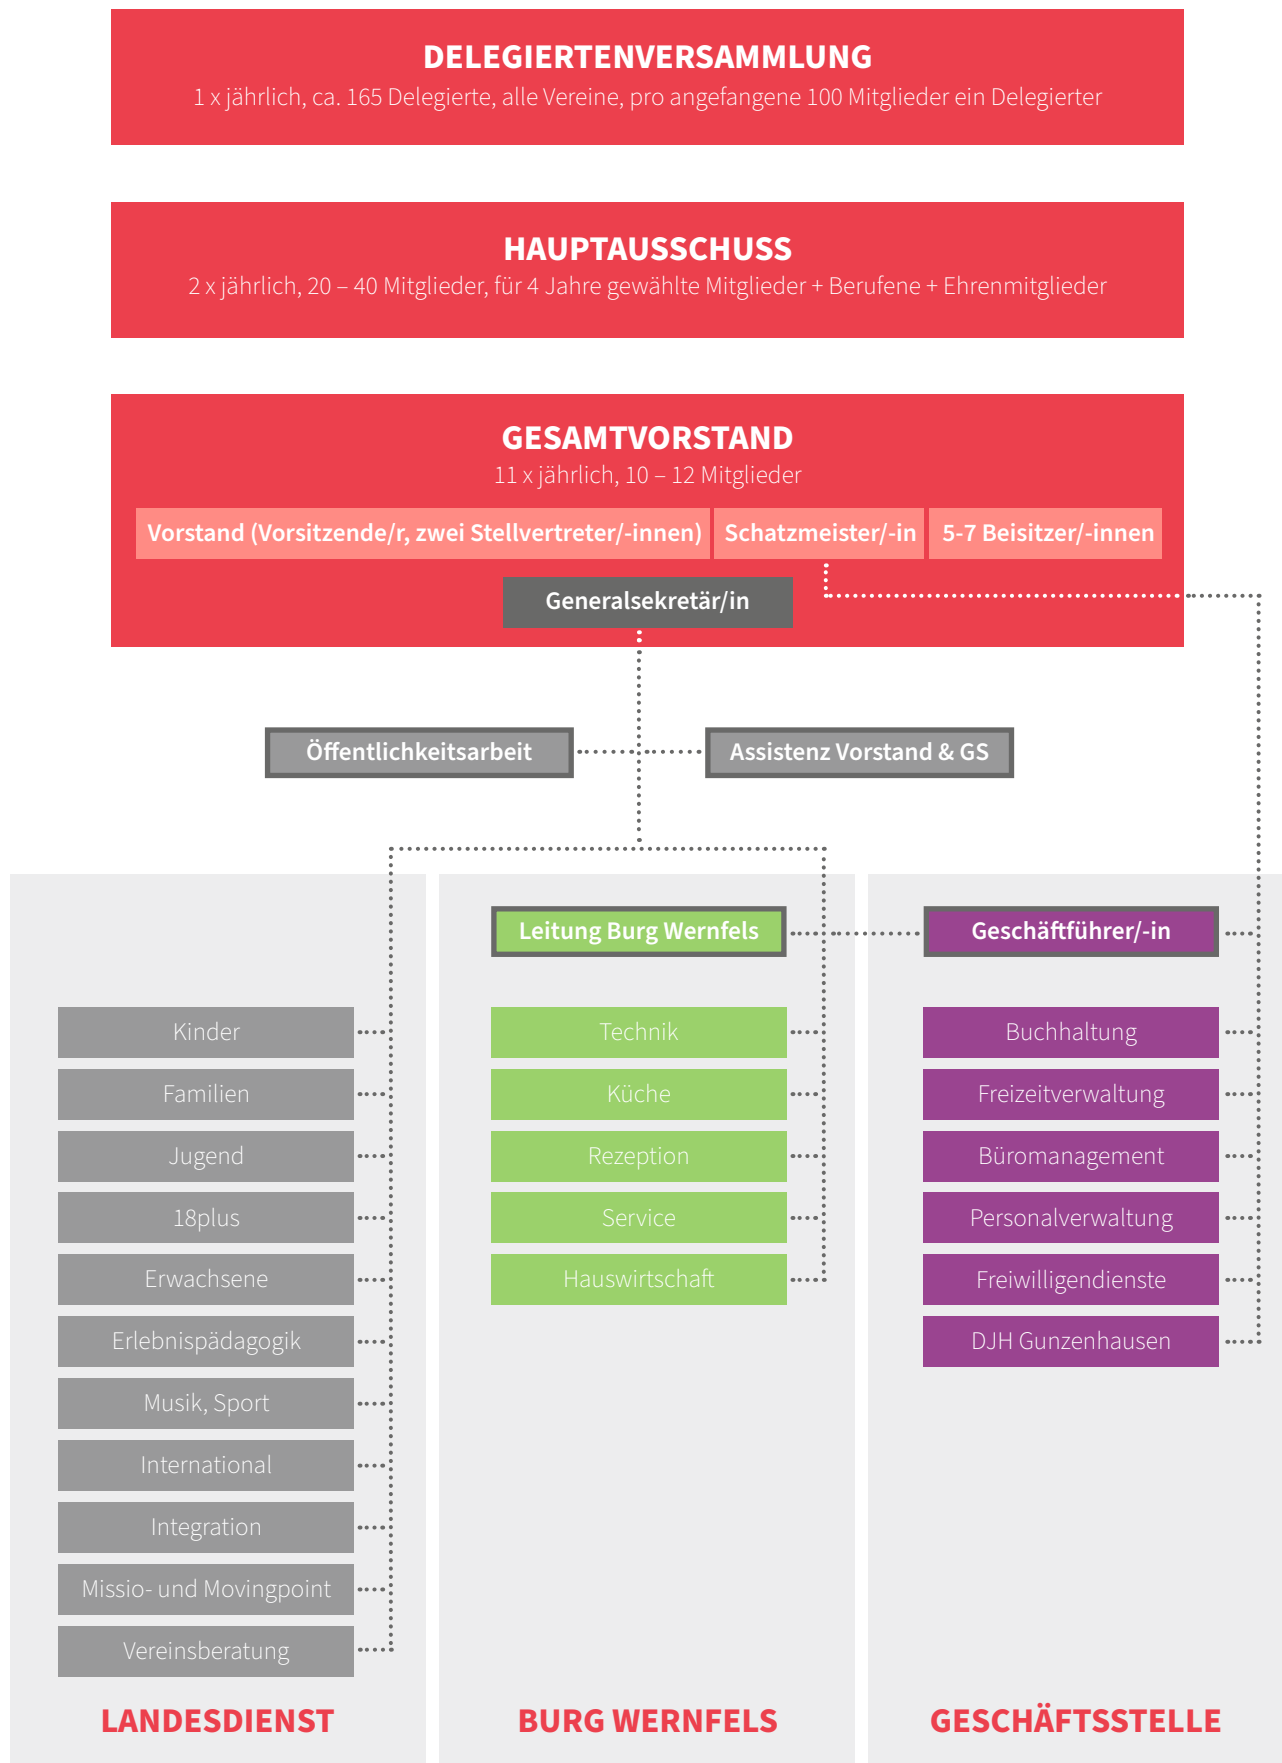 DELEGIERTENVERSAMMLUNG
1 x jährlich, ca. 165 Delegierte, alle Vereine, pro angefangene 100 Mitglieder ein Delegierter
HAUPTAUSSCHUSS
2 x jährlich, 20 – 40 Mitglieder, für 4 Jahre gewählte Mitglieder + Berufene + Ehrenmitglieder
GESAMTVORSTAND
11 x jährlich, 10 – 12 Mitglieder
Vorstand (Vorsitzende/r, zwei Stellvertreter/-innen)
Schatzmeister/-in
5-7 Beisitzer/-innen
Generalsekretär/in
Öffentlichkeitsarbeit
Assistenz Vorstand & GS
Kinder
Familien
Jugend
18plus
Erwachsene
Erlebnispädagogik
Musik, Sport
International
Integration
Missio- und Movingpoint
Vereinsberatung
LANDESDIENST
Leitung Burg Wernfels
Technik
Küche
Rezeption
Service
Hauswirtschaft
BURG WERNFELS
Geschäftführer/-in
Buchhaltung
Freizeitverwaltung
Büromanagement
Personalverwaltung
Freiwilligendienste
DJH Gunzenhausen
GESCHÄFTSSTELLE